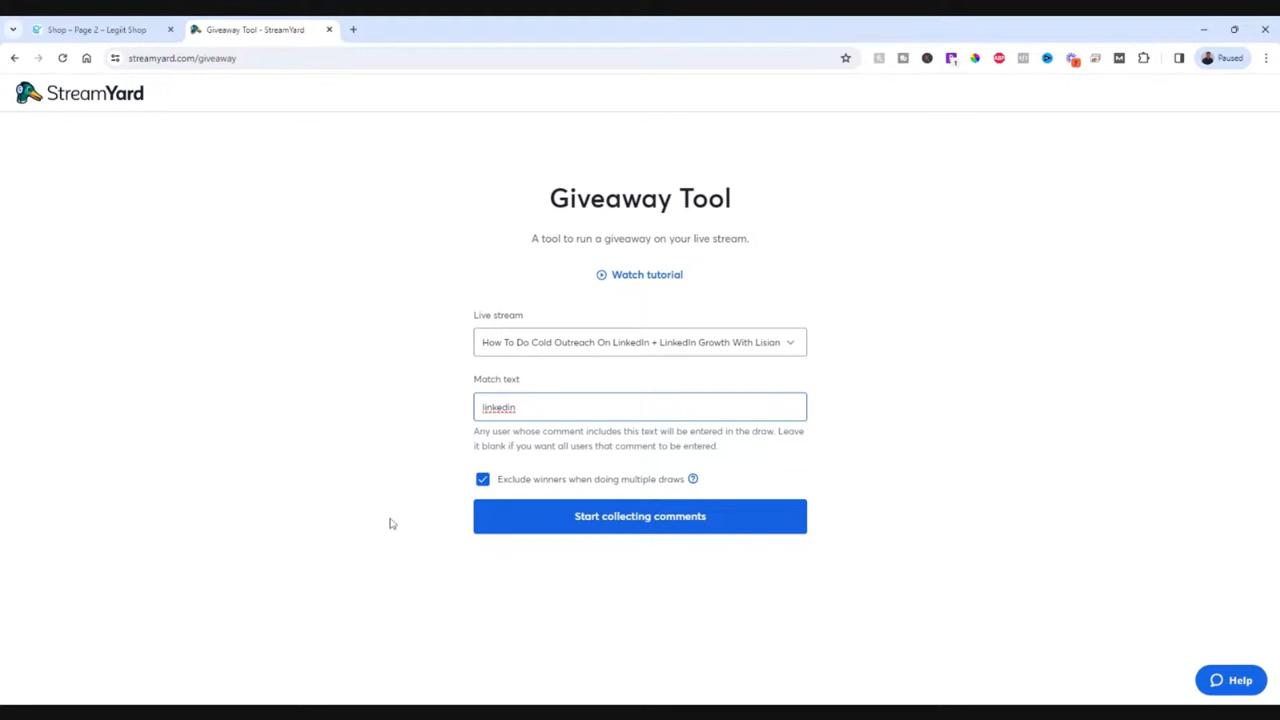 Shop – Page 2 – Legiit Shop
Giveaway Tool - StreamYard
streamyard.com/giveaway
Paused
StreamYard
Giveaway Tool
A tool to run a giveaway on your live stream.
Watch tutorial
Live stream
How To Do Cold Outreach On LinkedIn + LinkedIn Growth With Lisian
Match text
linkedin
Any user whose comment includes this text will be entered in the draw. Leave
it blank if you want all users that comment to be entered.
Exclude winners when doing multiple draws
Start collecting comments
Help